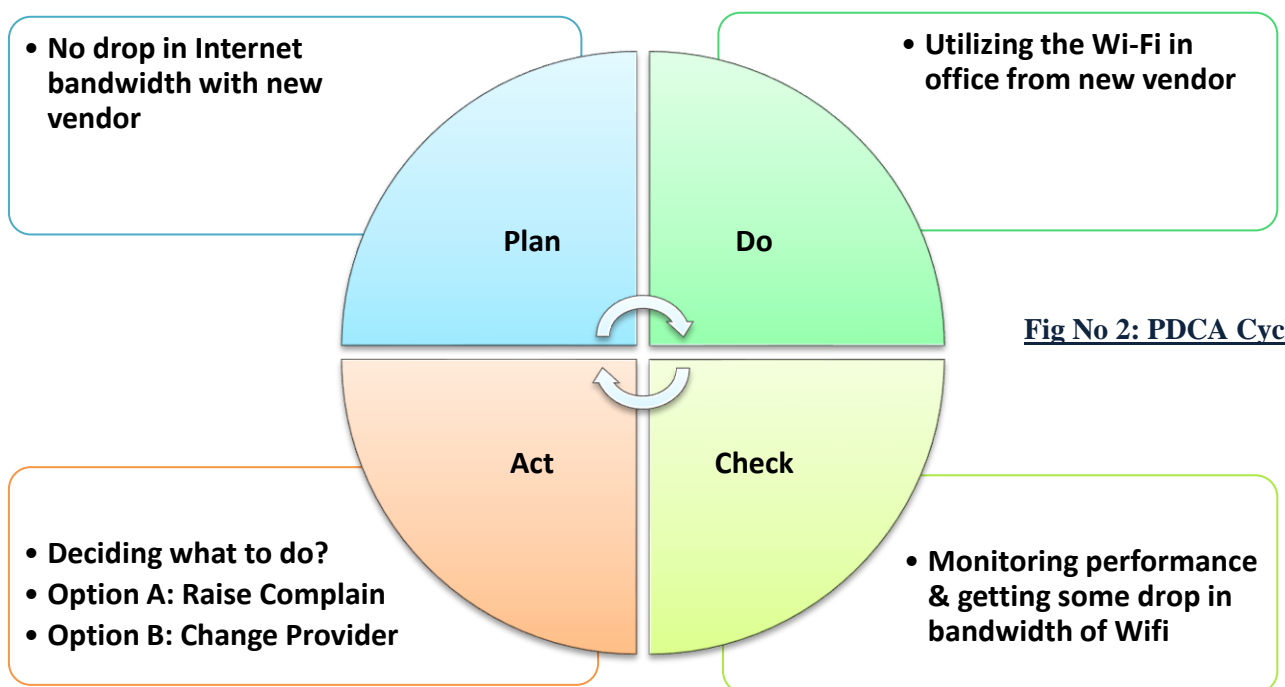 • No drop in Internet
bandwidth with new
vendor
• Utilizing the Wi-Fi in
office from new vendor
Plan
Do
Fig No 2: PDCA Cyc
Act
Check
• Deciding what to do?
• Option A: Raise Complain
• Option B: Change Provider
• Monitoring performance
& getting some drop in
bandwidth of Wifi